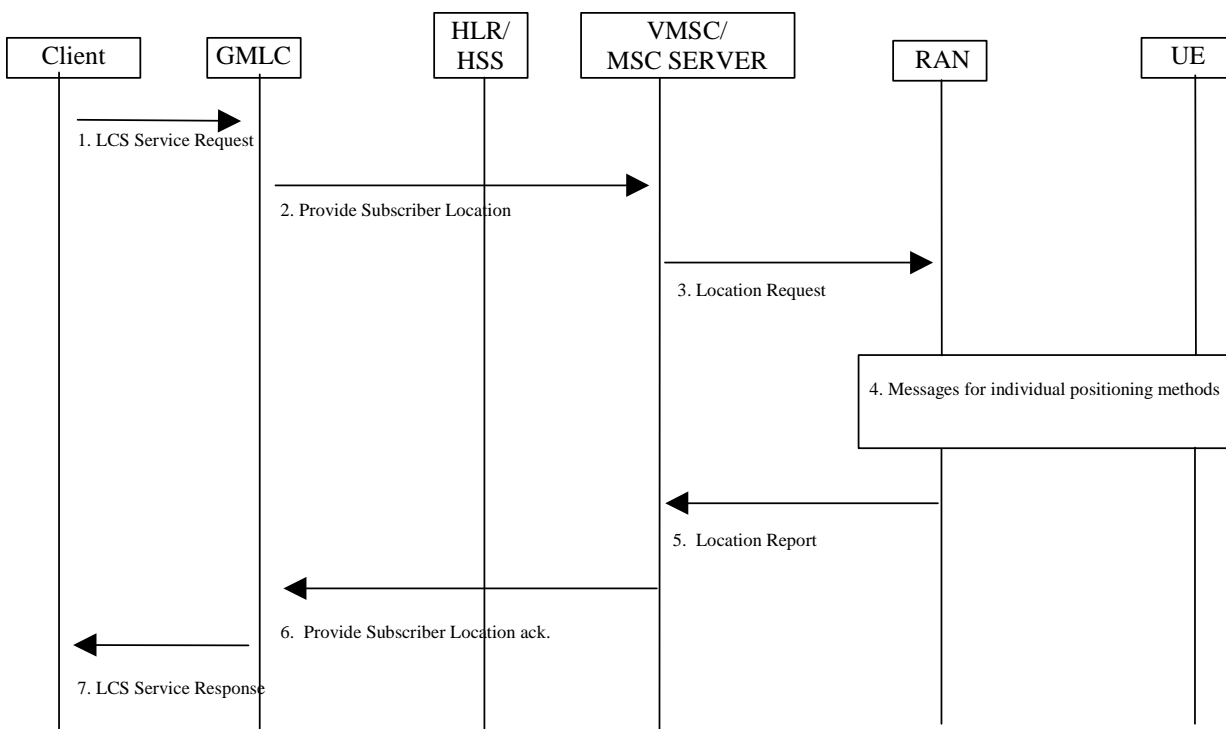 Client
GMLC
HLR/
HSS
VMSC/
MSC SERVER
RAN
UE
1. LCS Service Request
2. Provide Subscriber Location
3. Location Request
4. Messages for individual positioning methods
5. Location Report
6. Provide Subscriber Location ack.
7. LCS Service Response